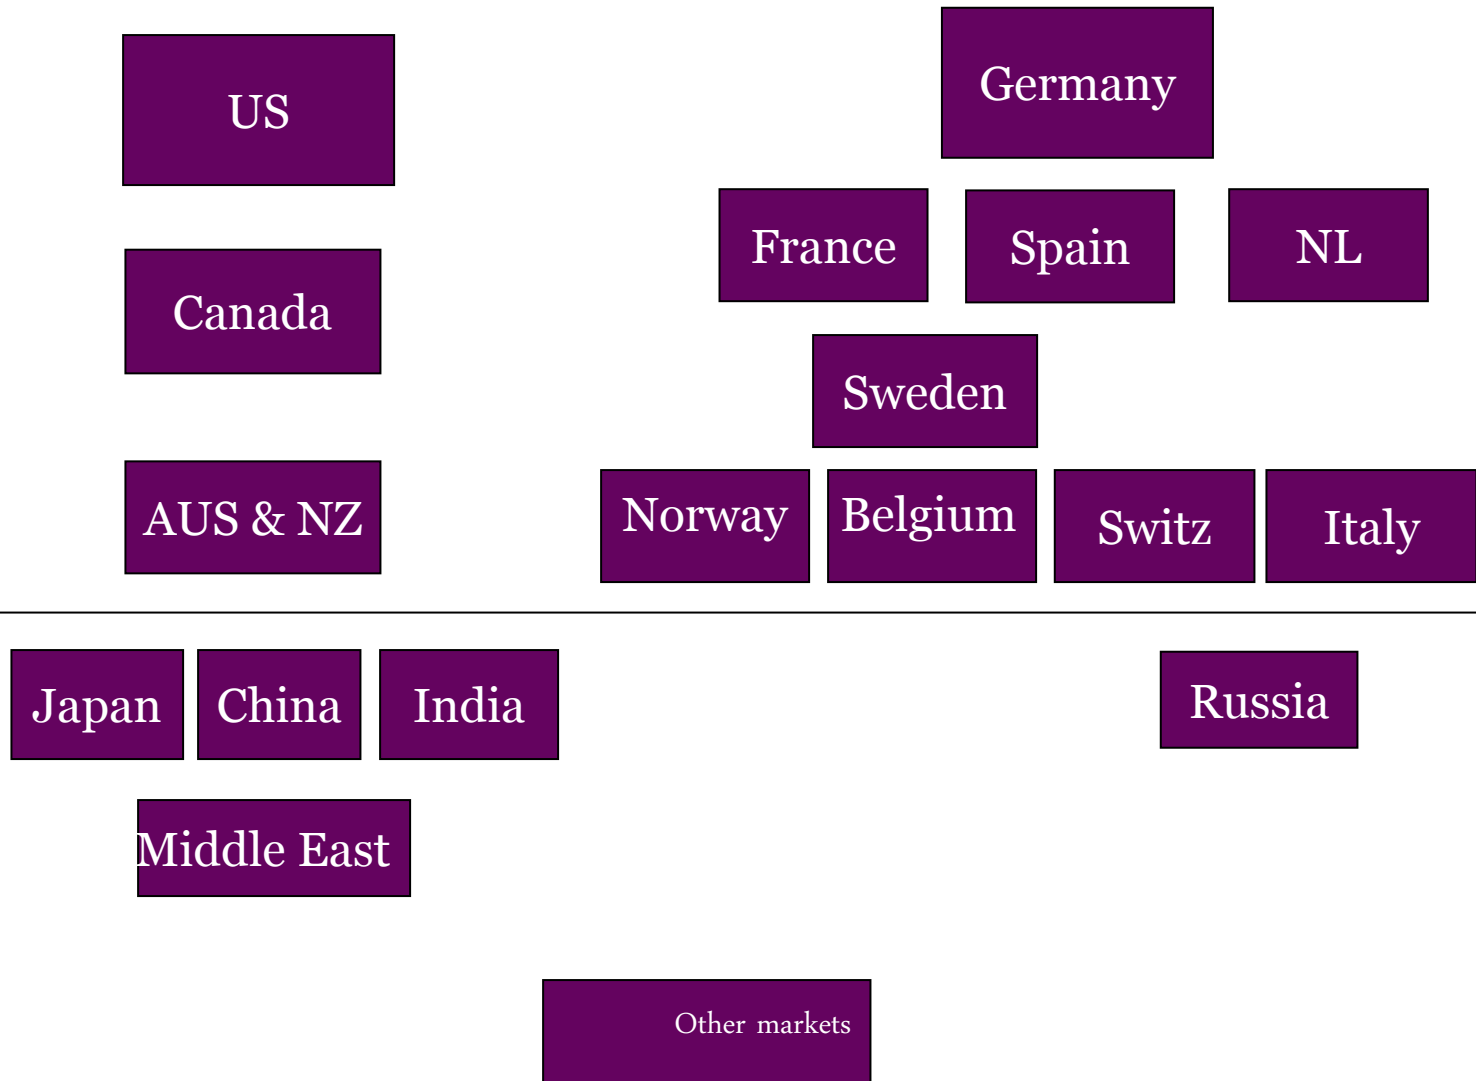 US
Germany
France
Spain
NL
Canada
Sweden
AUS & NZ
Norway
Belgium
Switz
Italy
Japan
China
India
Russia
Middle East
Other markets